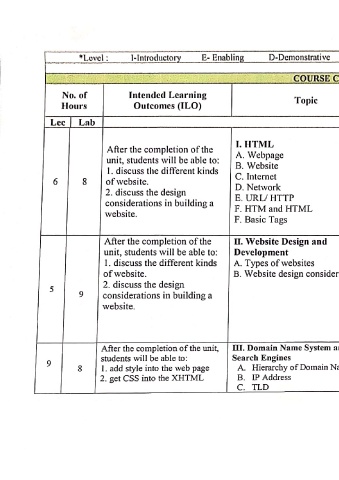 *Level : I-Introductory E- Enabling D-Demonstrative
COURSE C
No. of Hours
Intended Learning Outcomes (ILO)
Topic
Lec Lab
6
8
After the completion of the
unit, students will be able to:
1. discuss the different kinds
of website.
2. discuss the design
considerations in building a
website.
I. HTML
A. Webpage
B. Website
C. Internet
D. Network
E. URL/ HTTP
F. HTM and HTML
F. Basic Tags
5
9
After the completion of the
unit, students will be able to:
1. discuss the different kinds
of website.
2. discuss the design
considerations in building a
website.
II. Website Design and
Development
A. Types of websites
B. Website design consider
9
8
After the completion of the unit,
students will be able to:
1. add style into the web page
2. get CSS into the XHTML
III. Domain Name System a
Search Engines
A. Hierarchy of Domain Na
B. IP Address
C. TLD